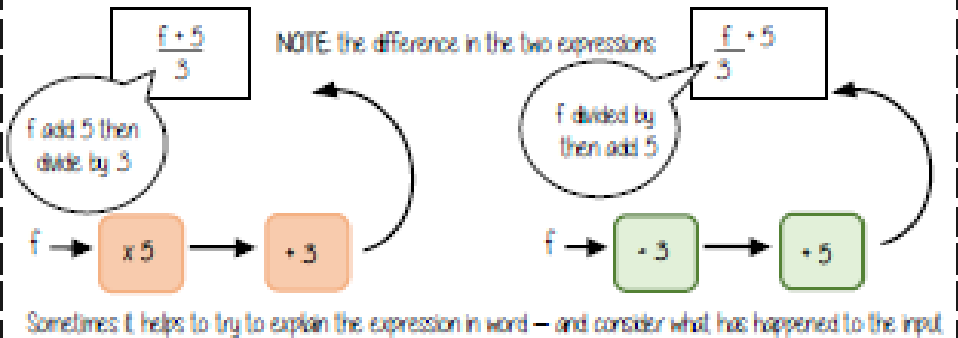 f + 5
3
NOTE: the difference in the two expressions
f + 5
3
f add 5 then
divide by 3
f divided by
then add 5
f
x 5
3
f
3
+ 5
Sometimes it helps to try to explain the expression in word – and consider what has happened to the input